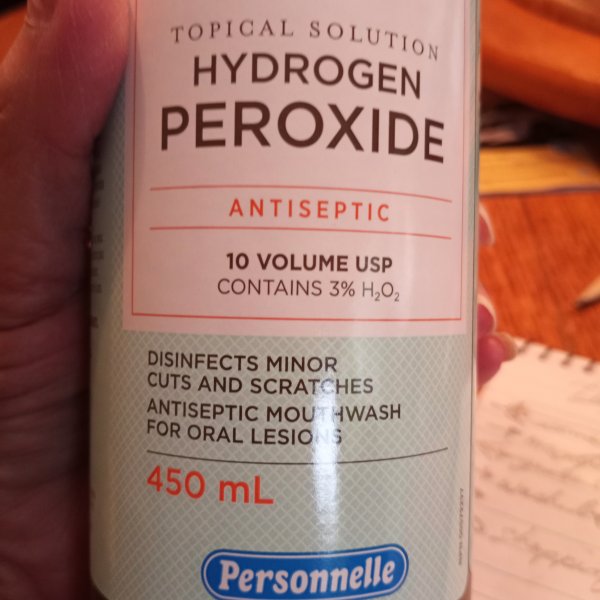 TOPICAL SOLUTION
HYDROGEN
PEROXIDE
ANTISEPTIC
10 VOLUME USP
CONTAINS 3% H₂O₂
DISINFECTS MINOR
CUTS AND SCRATCHES
ANTISEPTIC MOUTHWASH
FOR ORAL LESIONS
450 mL
Personnelle